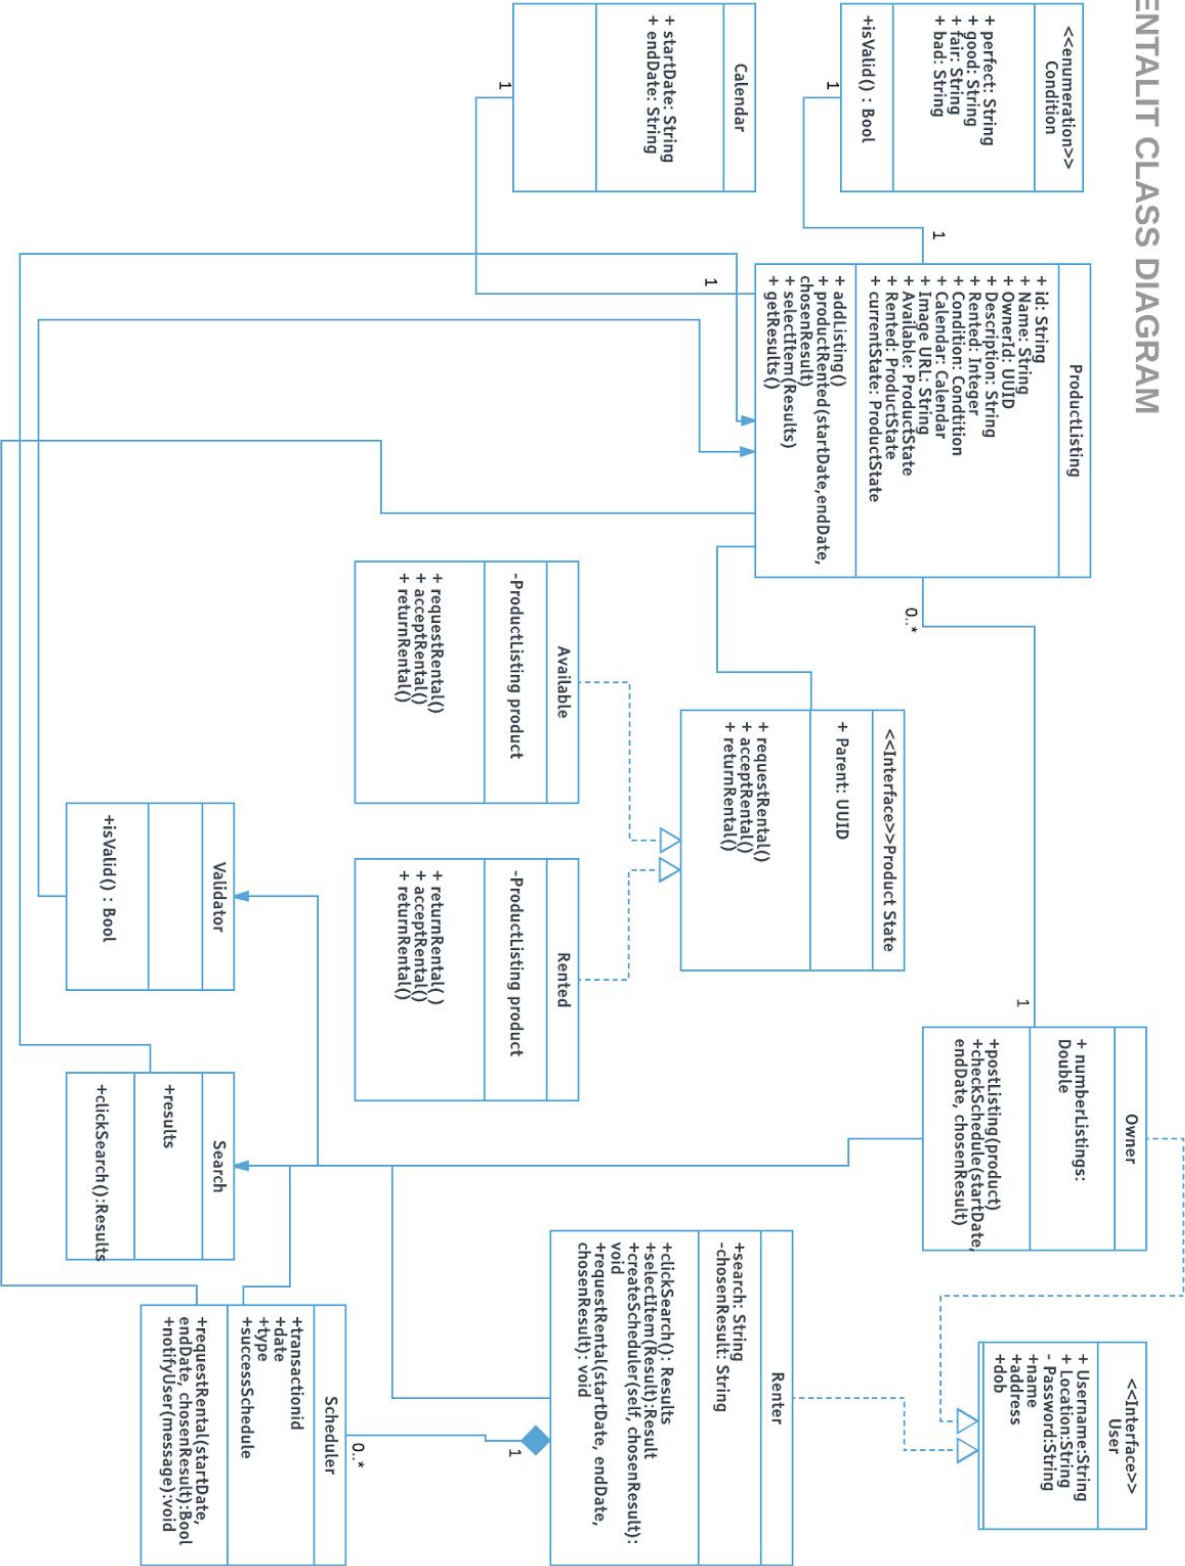 ENTALIT CLASS DIAGRAM
<<enumeration>>
Condition
+ perfect: String
+ good: String
+ fair: String
+ bad: String
+isValid() : Bool
1
1
Calendar
+ startDate: String
+ endDate: String
1
1
ProductListing
+ id: String
+ Name: String
+ OwnerId: UUID
+ Description: String
+ Rented: Integer
+ Condition: Condtition
+ Calendar: Calendar
+ Image URL: String
+ Available: ProductState
+ Rented: ProductState
+ currentState: ProductState
+ addListing()
+ productRented(startDate,endDate,
chosenResult)
+ selectItem(Results)
+ getResults()
0..*
1
<<Interface>>Product State
+ Parent: UUID
+ requestRental()
+ acceptRental()
+ returnRental()
Available
-ProductListing product
+ requestRental()
+ acceptRental()
+ returnRental()
Rented
-ProductListing product
+ returnRental( )
+ acceptRental()
+ returnRental()
Validator
+isValid() : Bool
Search
+results
+clickSearch():Results
Owner
+ numberListings:
Double
+postListing(product)
+checkSchedule(startDate,
endDate, chosenResult)
<<Interface>>
User
+ Username:String
+ Location:String
- Password:String
+name
+address
+dob
Renter
+search: String
-chosenResult: String
+clickSearch(): Results
+selectItem(Result):Result
+createScheduler(self, chosenResult):
void
+requestRental(startDate, endDate,
chosenResult): void
1
0..*
Scheduler
+transactionid
+date
+type
+successSchedule
+requestRental(startDate,
endDate, chosenResult):Bool
+notifyUser(message):void